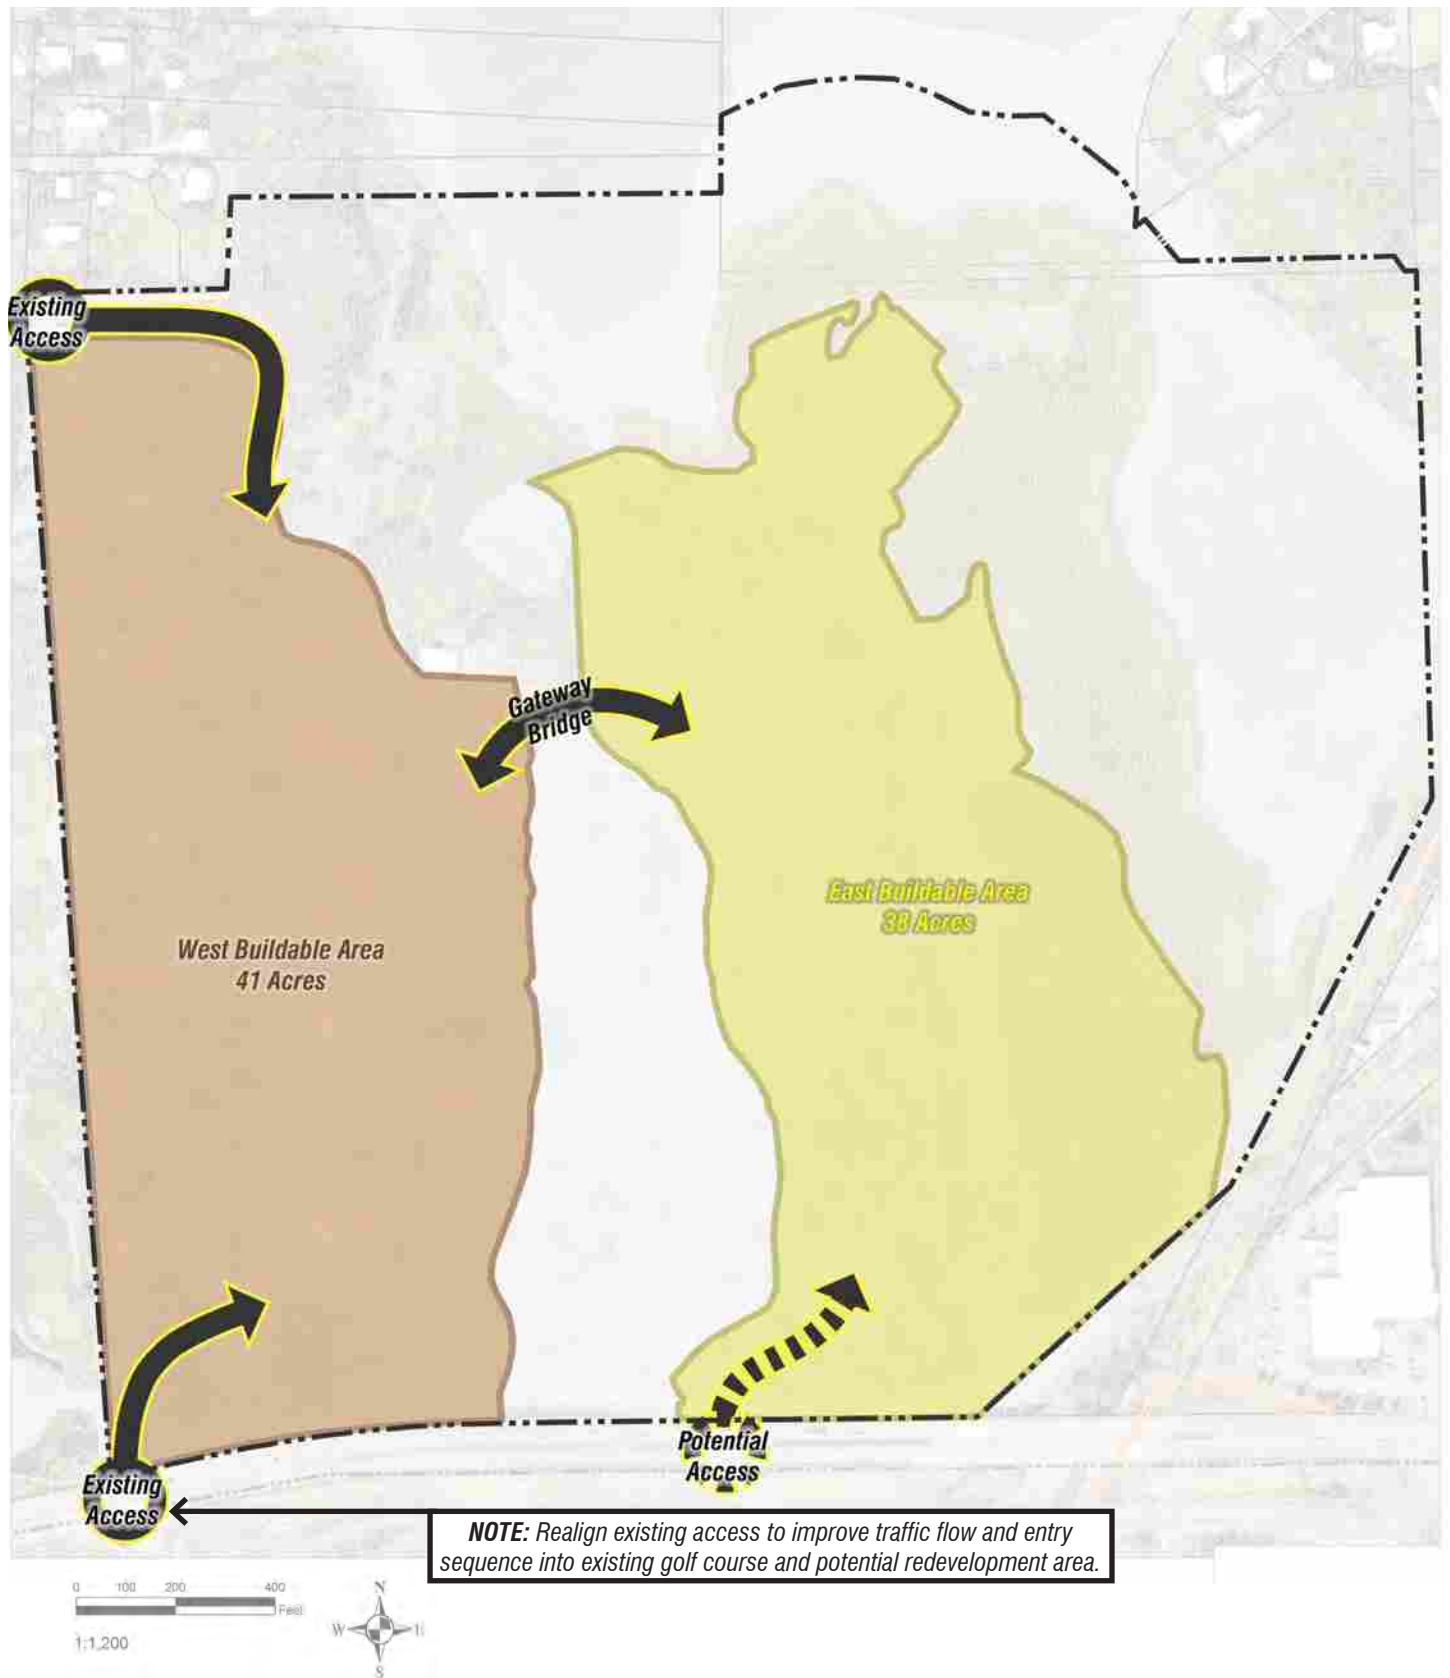 Existing
Access
Gateway
Bridge
East Buildable Area
38 Acres
West Buildable Area
41 Acres
Potential
Access
Existing
Access
NOTE: Realign existing access to improve traffic flow and entry
sequence into existing golf course and potential redevelopment area.
0 100 200 400
Feet
1:1,200
N
W E
S